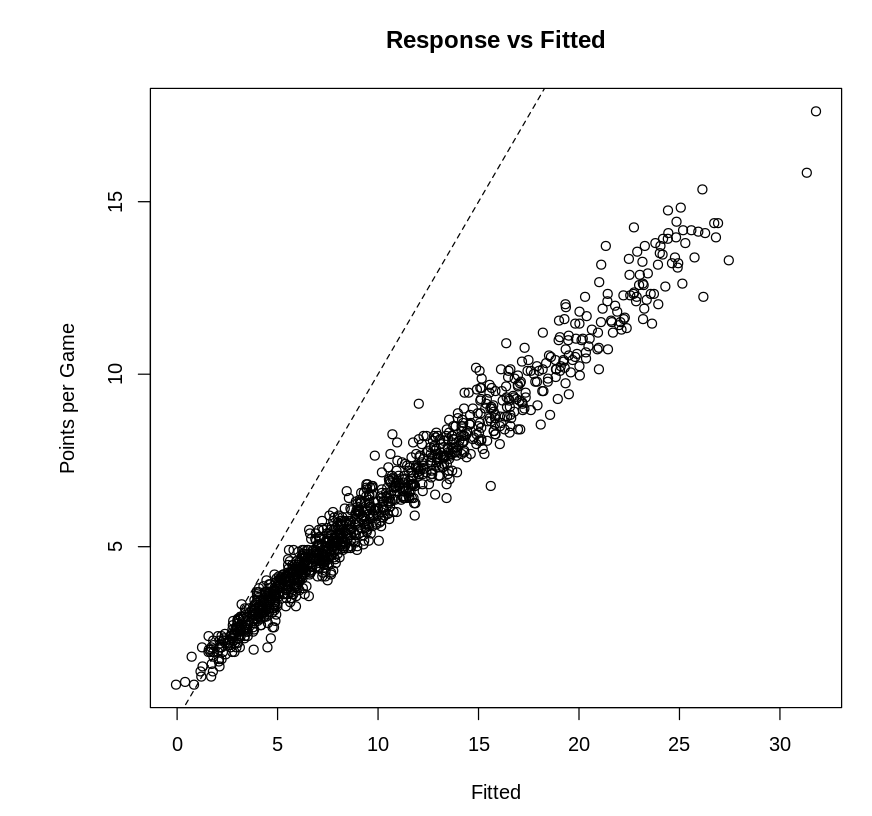 Response vs Fitted
Points per Game
15
10
5
0 5 10 15 20 25 30
Fitted